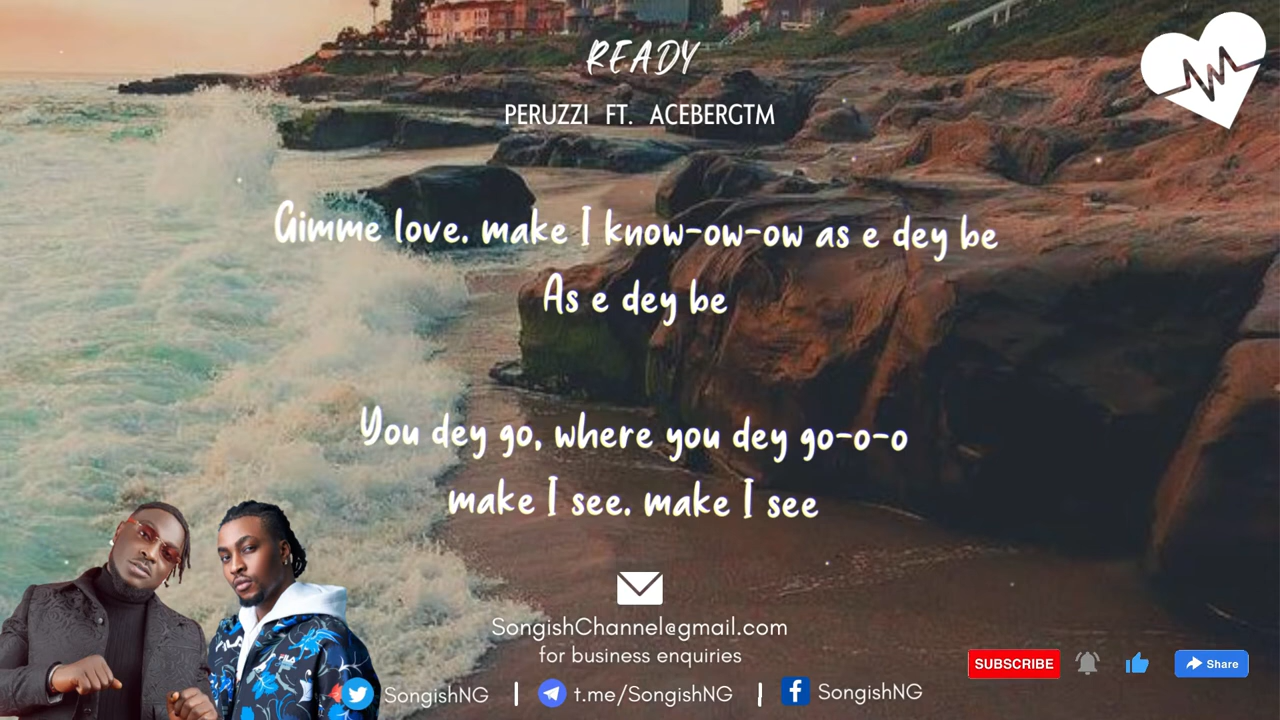 READY
PERUZZI FT. ACEBERGTM
Gimme love. make I know-ow-ow as e dey be
As e dey be
You dey go, where you dey go-o-o
make I see. make I see
SongishChannel@gmail.com
for business enquiries
SUBSCRIBE
Share
SongishNG | t.me/SongishNG | SongishNG
FILA